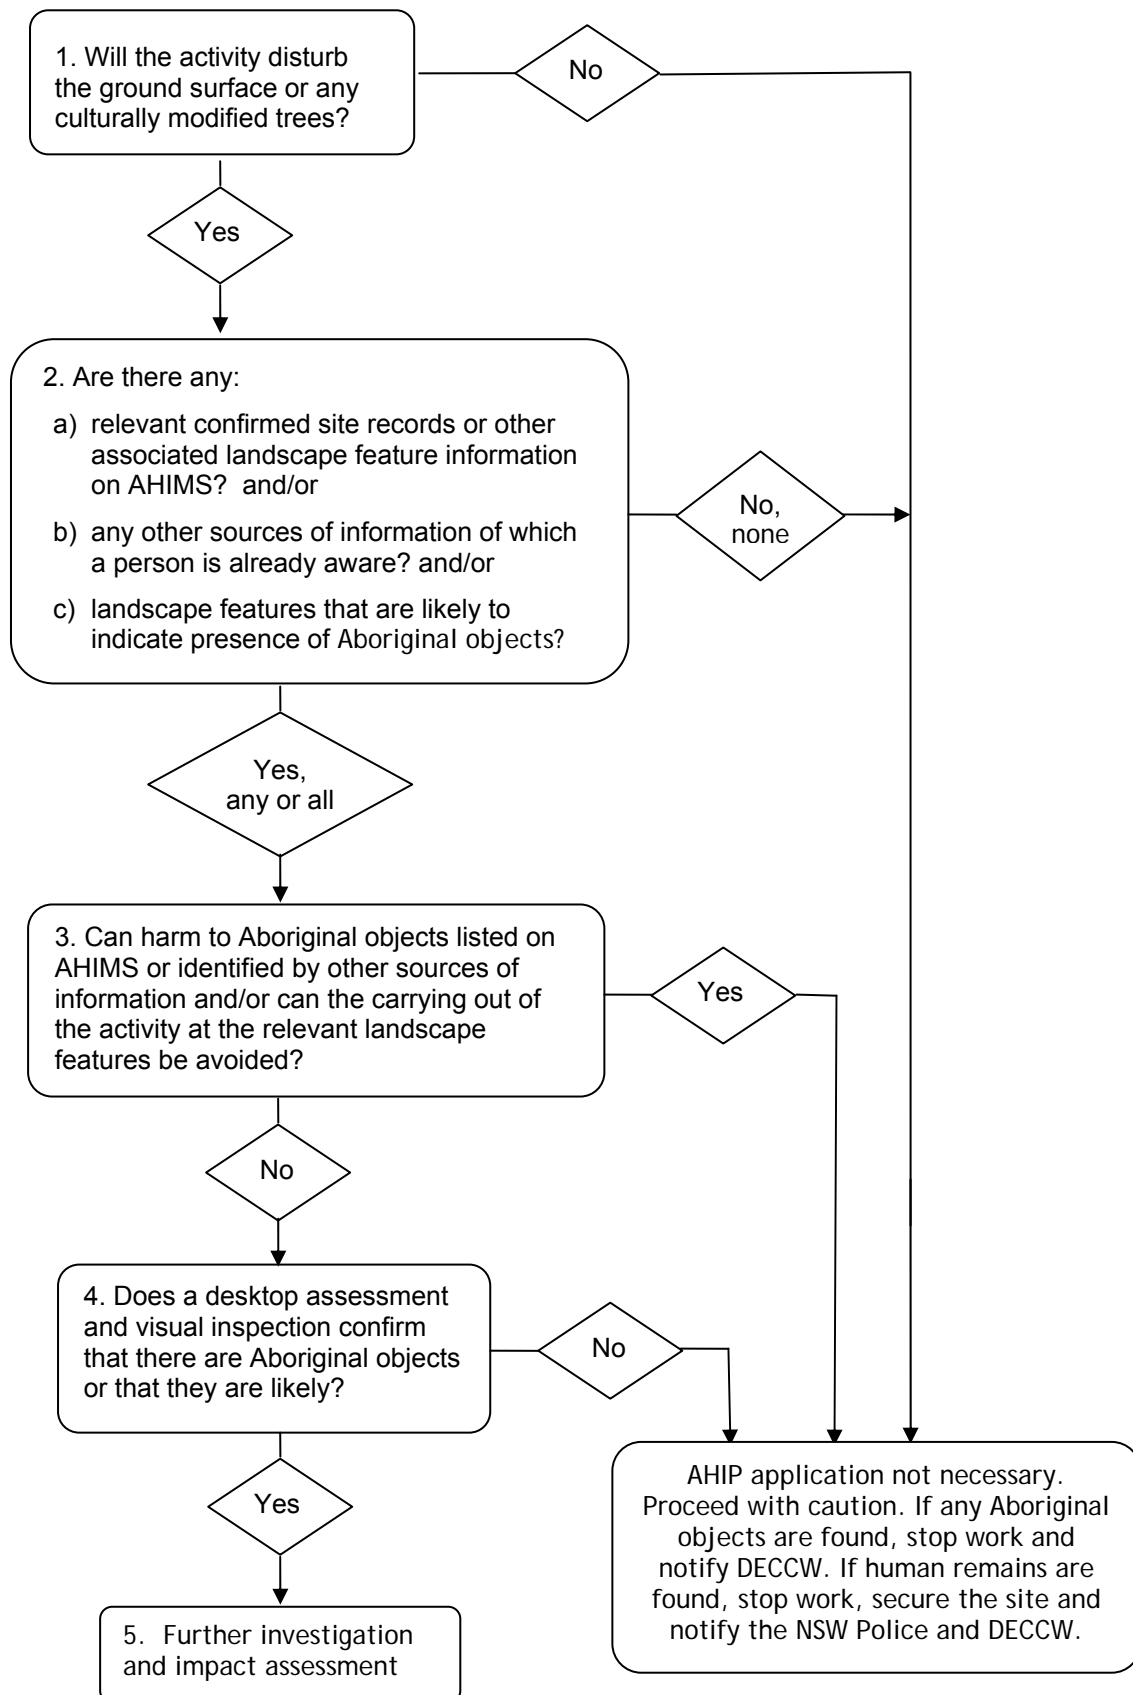 1. Will the activity disturb
the ground surface or any
culturally modified trees?
No
Yes
2. Are there any:
a) relevant confirmed site records or other
associated landscape feature information
on AHIMS? and/or
b) any other sources of information of which
a person is already aware? and/or
c) landscape features that are likely to
indicate presence of Aboriginal objects?
No,
none
Yes,
any or all
3. Can harm to Aboriginal objects listed on
AHIMS or identified by other sources of
information and/or can the carrying out of
the activity at the relevant landscape
features be avoided?
Yes
No
4. Does a desktop assessment
and visual inspection confirm
that there are Aboriginal objects
or that they are likely?
No
Yes
AHIP application not necessary.
Proceed with caution. If any Aboriginal
objects are found, stop work and
notify DECCW. If human remains are
found, stop work, secure the site and
notify the NSW Police and DECCW.
5. Further investigation
and impact assessment